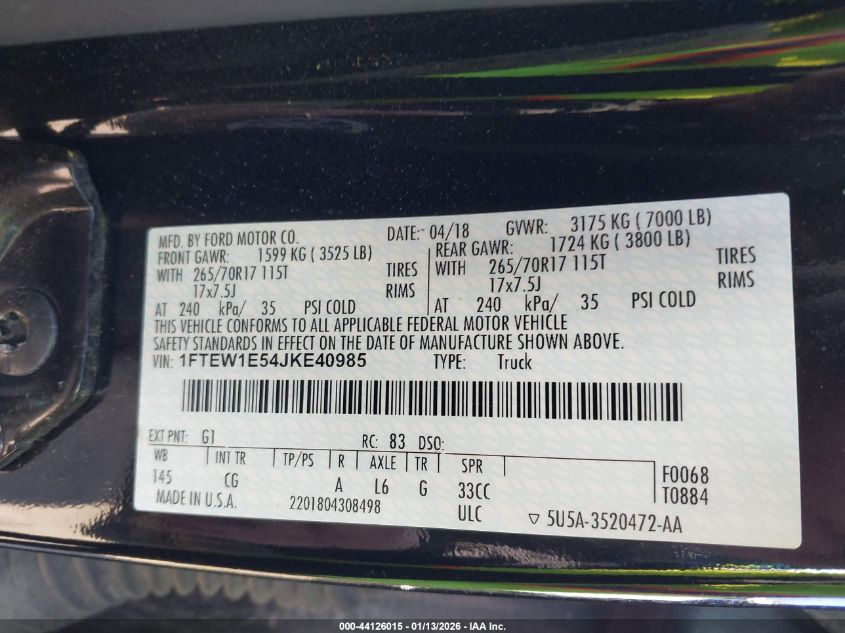 MFD. BY FORD MOTOR CO. DATE: 04/18 GVWR: 3175 KG ( 7000 LB)
FRONT GAWR: 1599 KG ( 3525 LB) REAR GAWR: 1724 KG ( 3800 LB)
WITH 265/70R17 115T TIRES WITH 265/70R17 115T TIRES
17x7.5J RIMS 17x7.5J RIMS
AT 240 kPa/ 35 PSI COLD AT 240 kPa/ 35 PSI COLD
THIS VEHICLE CONFORMS TO ALL APPLICABLE FEDERAL MOTOR VEHICLE
SAFETY STANDARDS IN EFFECT ON THE DATE OF MANUFACTURE SHOWN ABOVE.
VIN: 1FTEW1E54JKE40985 TYPE: Truck
EXT PNT: G1 RC: 83 DSO:
WB INT TR TP/PS R AXLE TR SPR
145 CG A L6 G 33CC F0068
MADE IN U.S.A. 2201804308498 ULC T0884
▽ 5U5A-3520472-AA
000-44126015 - 01/13/2026 - IAA Inc.